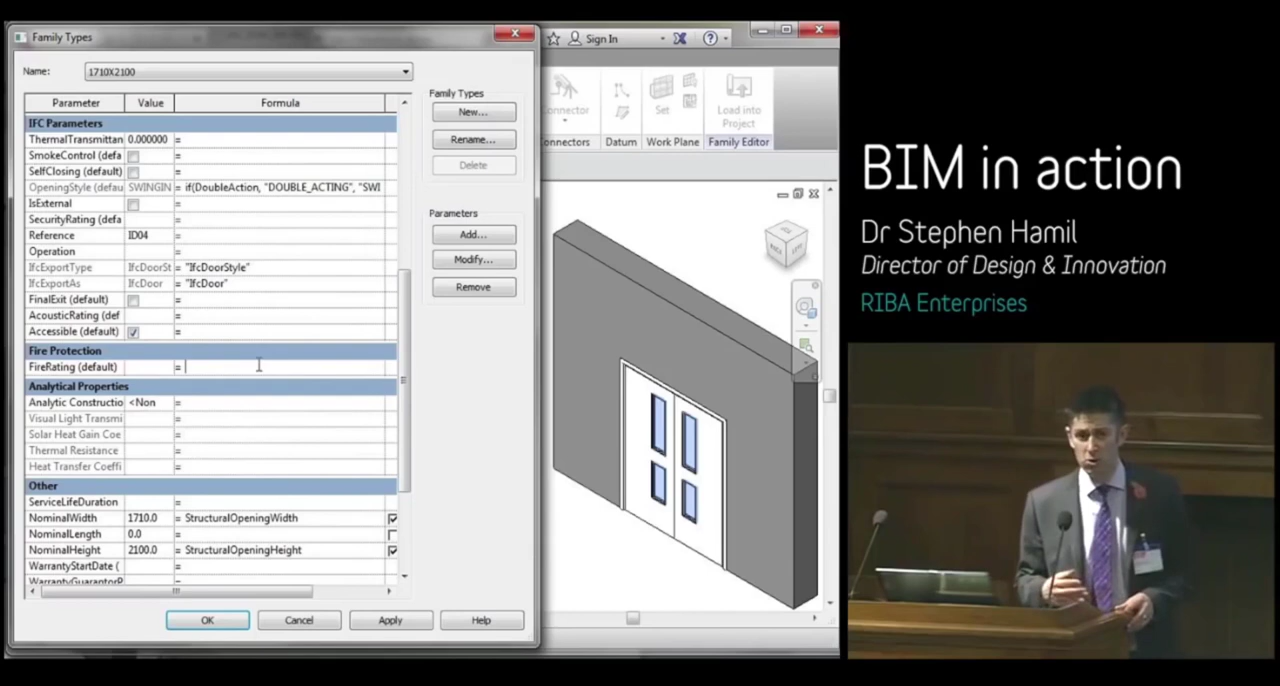 Family Types
Name: 1710X2100
Parameter Value Formula
IFC Parameters
ThermalTransmittan 0.000000 =
SmokeControl (defa =
SelfClosing (default) =
OpeningStyle (defau SWINGIN = if(DoubleAction, "DOUBLE_ACTING", "SWI
IsExternal =
SecurityRating (defa =
Reference ID04 =
Operation =
IfcExportType IfcDoorSt = "IfcDoorStyle"
IfcExportAs IfcDoor = "IfcDoor"
FinalExit (default) =
AcousticRating (def =
Accessible (default) =
Fire Protection
FireRating (default) =
Analytical Properties
Analytic Constructio <Non =
Visual Light Transmi =
Solar Heat Gain Coe =
Thermal Resistance =
Heat Transfer Coeffi =
Other
ServiceLifeDuration =
NominalWidth 1710.0 = StructuralOpeningWidth
NominalLength 0.0 =
NominalHeight 2100.0 = StructuralOpeningHeight
WarrantyStartDate ( =
WarrantyGuarantorP
Family Types
New...
Rename...
Delete
Parameters
Add...
Modify...
Remove
OK Cancel Apply Help
Sign In
onnector Set Load into
Project
onnectors Datum Work Plane Family Editor
BIM in action
Dr Stephen Hamil
Director of Design & Innovation
RIBA Enterprises